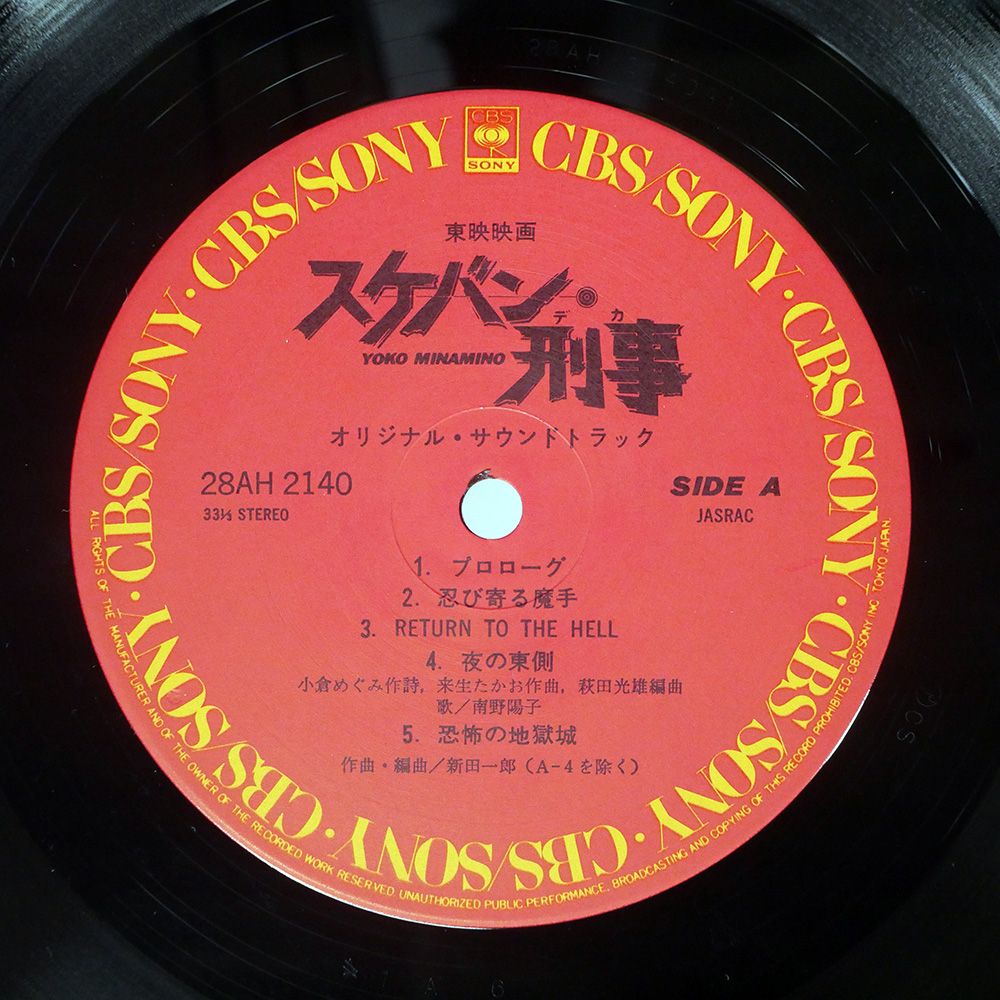 CBS/SONY · CBS/SONY · CBS/SONY · CBS/SONY · CBS/SONY · CBS/SONY · CBS/SONY · CBS/SONY
CBS
SONY
東映映画
スケバン・
デカ
刑事
YOKO MINAMINO
オリジナル・サウンドトラック
28AH 2140
33⅓ STEREO
SIDE A
JASRAC
1. プロローグ
2. 忍び寄る魔手
3. RETURN TO THE HELL
4. 夜の東側
小倉めぐみ作詩, 来生たかお作曲, 萩田光雄編曲
歌/南野陽子
5. 恐怖の地獄城
作曲・編曲/新田一郎(A-4を除く)
ALL RIGHTS OF THE MANUFACTURER AND OF THE OWNER OF THE RECORDED WORK RESERVED. UNAUTHORIZED PUBLIC PERFORMANCE, BROADCASTING AND COPYING OF THIS RECORD PROHIBITED. CBS/SONY INC. TOKYO JAPAN.
1 A 6